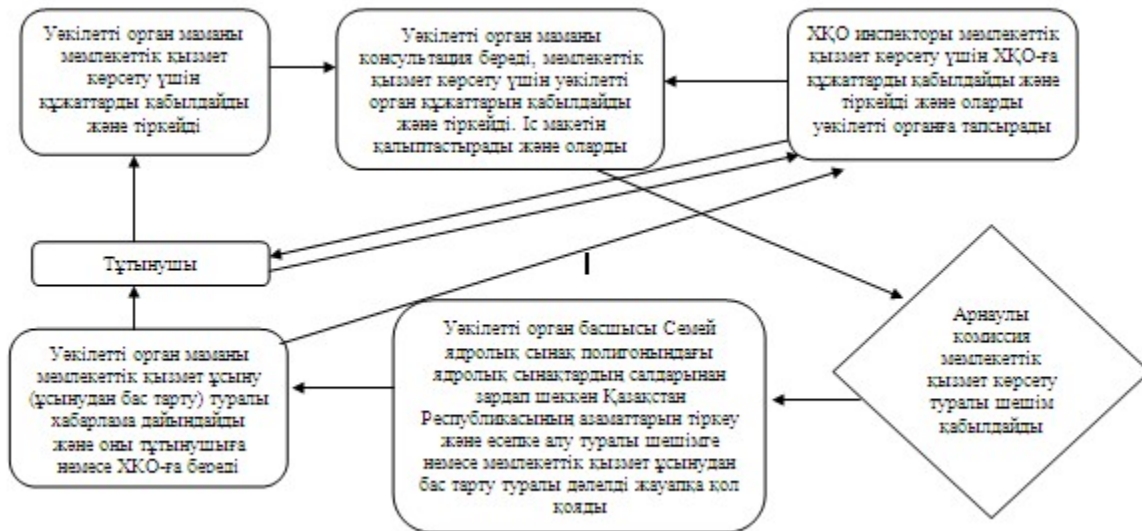 Уәкілетті орган маманы
мемлекеттік қызмет
көрсету үшін
құжаттарды қабылдайды
және тіркейді
Уәкілетті орган маманы
консультация береді, мемлекеттік
қызмет көрсету үшін уәкілетті
орган құжаттарын қабылдайды
және тіркейді. Іс макетін
қалыптастырады және оларды
ХҚО инспекторы мемлекеттік
қызмет көрсету үшін ХҚО-ға
құжаттарды қабылдайды және
тіркейді және оларды
уәкілетті органға тапсырады
Тұтынушы
Уәкілетті орган маманы
мемлекеттік қызмет ұсыну
(ұсынудан бас тарту) туралы
хабарлама дайындайды
және оны тұтынушыға
немесе ХҚО-ға береді
Уәкілетті орган басшысы Семей
ядролық сынақ полигонындағы
ядролық сынақтардың салдарынан
зардап шеккен Қазақстан
Республикасының азаматтарын тіркеу
және есепке алу туралы шешімге
немесе мемлекеттік қызмет ұсынудан
бас тарту туралы дәлелді жауапқа қол
қояды
Арнаулы
комиссия
мемлекеттік
қызмет көрсету
туралы шешім
қабылдайды